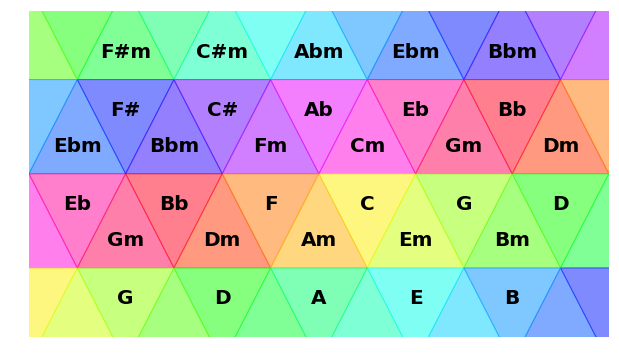 F#m C#m Abm Ebm Bbm
F# C# Ab Eb Bb
Ebm Bbm Fm Cm Gm Dm
Eb Bb F C G D
Gm Dm Am Em Bm
G D A E B